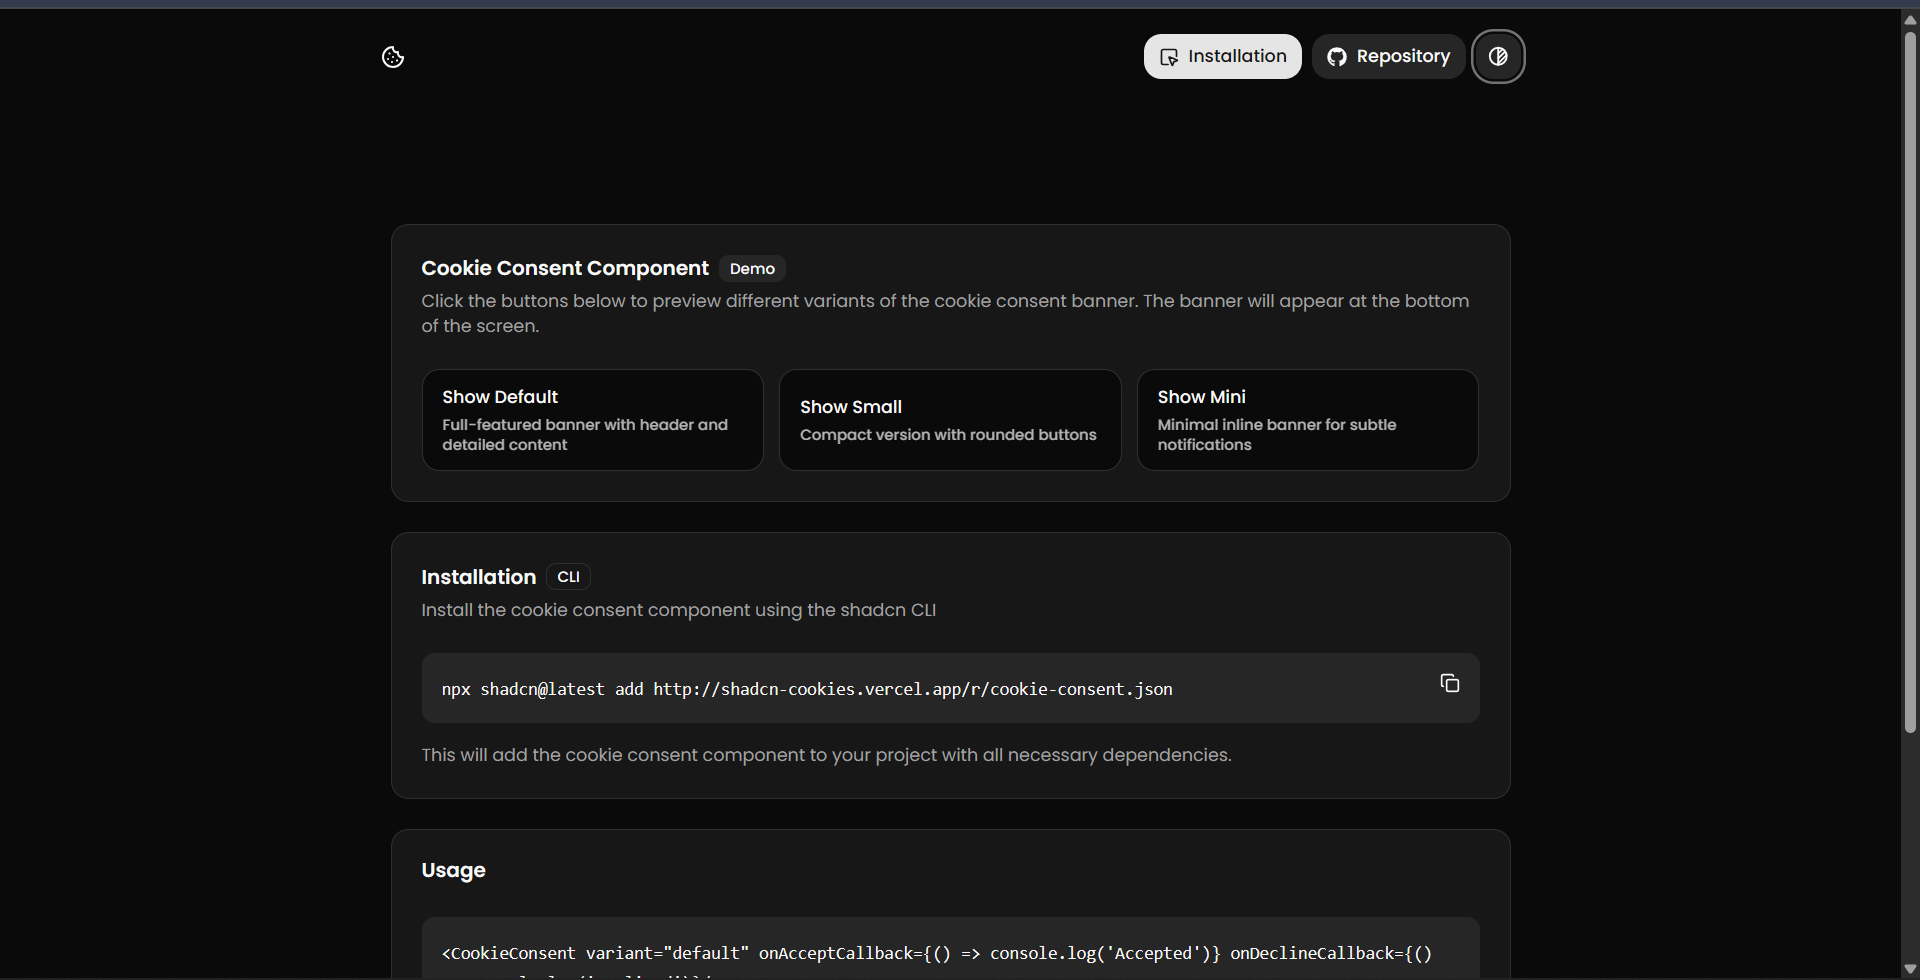 Installation
Repository
Cookie Consent Component
Demo
Click the buttons below to preview different variants of the cookie consent banner. The banner will appear at the bottom
of the screen.
Show Default
Full-featured banner with header and
detailed content
Show Small
Compact version with rounded buttons
Show Mini
Minimal inline banner for subtle
notifications
Installation
CLI
Install the cookie consent component using the shadcn CLI
npx shadcn@latest add http://shadcn-cookies.vercel.app/r/cookie-consent.json
This will add the cookie consent component to your project with all necessary dependencies.
Usage
<CookieConsent variant="default" onAcceptCallback={() => console.log('Accepted')} onDeclineCallback={()